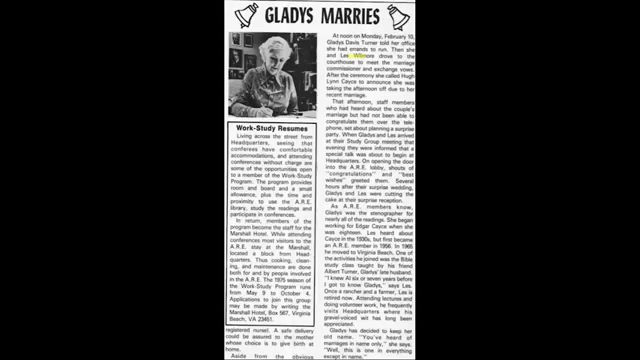 GLADYS MARRIES
At noon on Monday, February 10,
Gladys Davis Turner told her office
she had errands to run. Then she
and Les Wilmore drove to the
courthouse to meet the marriage
commissioner and exchange vows.
After the ceremony she called Hugh
Lynn Cayce to announce she was
taking the afternoon off due to her
recent marriage.
That afternoon, staff members
who had heard about the couple's
marriage but had not been able to
congratulate them over the tele-
phone, set about planning a surprise
party. When Gladys and Les arrived
at their Study Group meeting that
evening they were informed that a
special talk was about to begin at
Headquarters. On opening the door
into the A.R.E. lobby, shouts of
"congratulations" and "best
wishes" greeted them. Several
hours after their surprise wedding,
Gladys and Les were cutting the
cake at their surprise reception.
As A.R.E. members know,
Gladys was the stenographer for
nearly all of the readings. She began
working for Edgar Cayce when she
was eighteen. Les heard about
Cayce in the 1930s, but first became
an A.R.E. member in 1956. In 1965
he moved to Virginia Beach. One of
the activities he joined was the Bible
study class taught by his friend
Albert Turner, Gladys' late husband.
"I knew Al six or seven years before
I got to know Gladys," says Les.
Once a rancher and a farmer, Les is
retired now. Attending lectures and
doing volunteer work, he frequently
visits Headquarters where his
gravel-voiced wit has long been
appreciated.
Gladys has decided to keep her
old name. "You've heard of
marriages in name only," she says.
"Well, this is one in everything
except in name."
Work-Study Resumes
Living across the street from
Headquarters, seeing that
conferees have comfortable
accommodations, and attending
conferences without charge are
some of the opportunities open
to a member of the Work-Study
Program. The program provides
room and board and a small
allowance, plus the time and
proximity to use the A.R.E.
library, study the readings and
participate in conferences.
In return, members of the
program become the staff for the
Marshall Hotel. While attending
conferences most visitors to the
A.R.E. stay at the Marshall,
located a block from Head-
quarters. Thus cooking, clean-
ing, and maintenance are done
both for and by people involved
in the A.R.E. The 1975 season of
the Work-Study Program runs
from May 9 to October 4.
Applications to join this group
may be made by writing the
Marshall Hotel, Box 567, Virginia
Beach, VA 23451.
registered nurse). A safe delivery
could be assured to the mother
whose choice is to give birth at
home.
Aside from the obvious